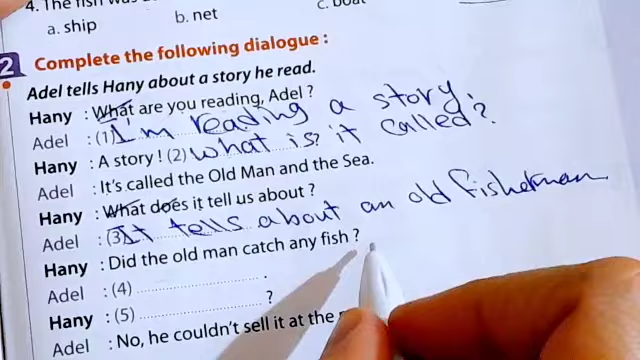 4. The fish was
a. ship b. net c. boat
2 Complete the following dialogue :
Adel tells Hany about a story he read.
Hany : What are you reading, Adel ?
Adel : (1) I'm reading a story.
Hany : A story ! (2) What is it called? ?
Adel : It's called the Old Man and the Sea.
Hany : What does it tell us about ?
Adel : (3) It tells about an old fisherman
Hany : Did the old man catch any fish ?
Adel : (4) .................... .
Hany : (5) .................... ?
Adel : No, he couldn't sell it at the